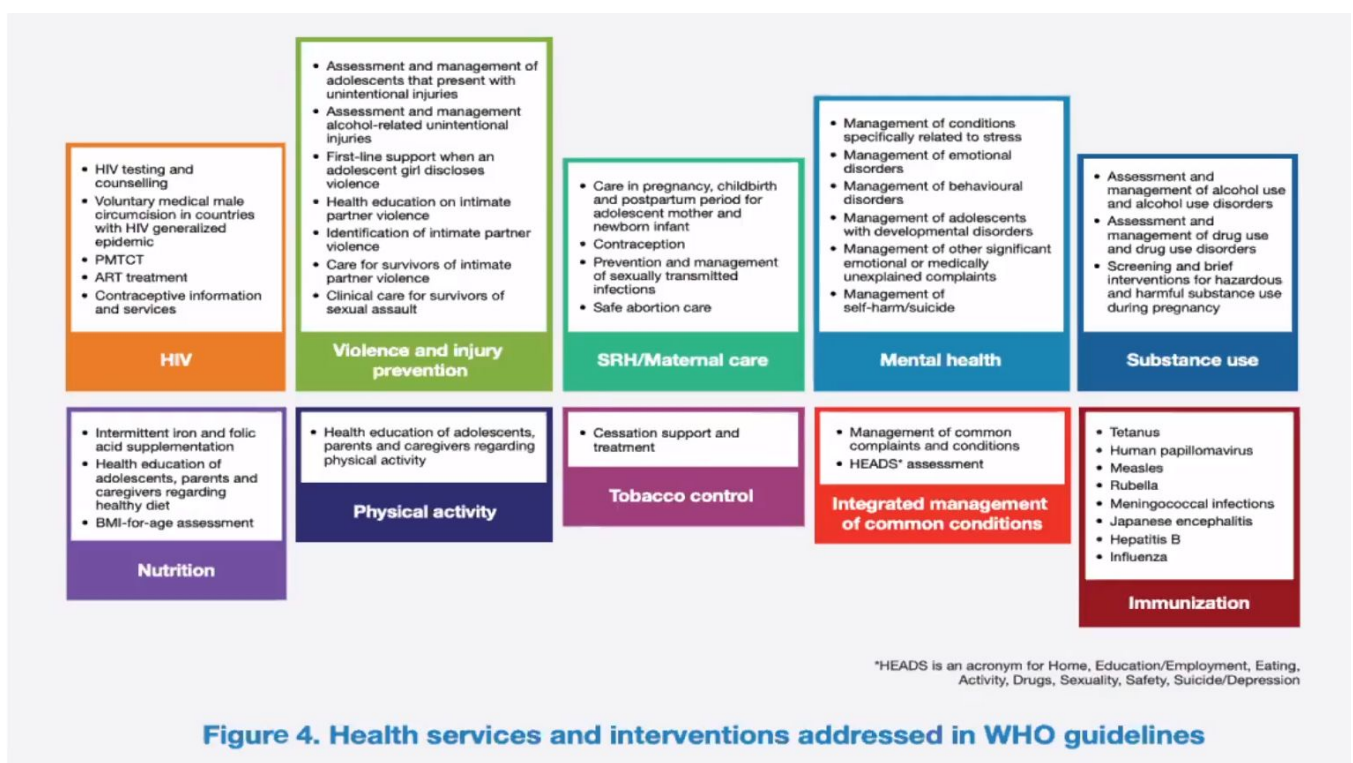 • HIV testing and
counselling
• Voluntary medical male
circumcision in countries
with HIV generalized
epidemic
• PMTCT
• ART treatment
• Contraceptive information
and services
HIV
• Assessment and management of
adolescents that present with
unintentional injuries
• Assessment and management
alcohol-related unintentional
injuries
• First-line support when an
adolescent girl discloses
violence
• Health education on intimate
partner violence
• Identification of intimate partner
violence
• Care for survivors of intimate
partner violence
• Clinical care for survivors of
sexual assault
Violence and injury
prevention
• Care in pregnancy, childbirth
and postpartum period for
adolescent mother and
newborn infant
• Contraception
• Prevention and management
of sexually transmitted
infections
• Safe abortion care
SRH/Maternal care
• Management of conditions
specifically related to stress
• Management of emotional
disorders
• Management of behavioural
disorders
• Management of adolescents
with developmental disorders
• Management of other significant
emotional or medically
unexplained complaints
• Management of
self-harm/suicide
Mental health
• Assessment and
management of alcohol use
and alcohol use disorders
• Assessment and
management of drug use
and drug use disorders
• Screening and brief
interventions for hazardous
and harmful substance use
during pregnancy
Substance use
• Intermittent iron and folic
acid supplementation
• Health education of
adolescents, parents and
caregivers regarding
healthy diet
• BMI-for-age assessment
Nutrition
• Health education of adolescents,
parents and caregivers regarding
physical activity
Physical activity
• Cessation support and
treatment
Tobacco control
• Management of common
complaints and conditions
• HEADS* assessment
Integrated management
of common conditions
• Tetanus
• Human papillomavirus
• Measles
• Rubella
• Meningococcal infections
• Japanese encephalitis
• Hepatitis B
• Influenza
Immunization
*HEADS is an acronym for Home, Education/Employment, Eating,
Activity, Drugs, Sexuality, Safety, Suicide/Depression
Figure 4. Health services and interventions addressed in WHO guidelines